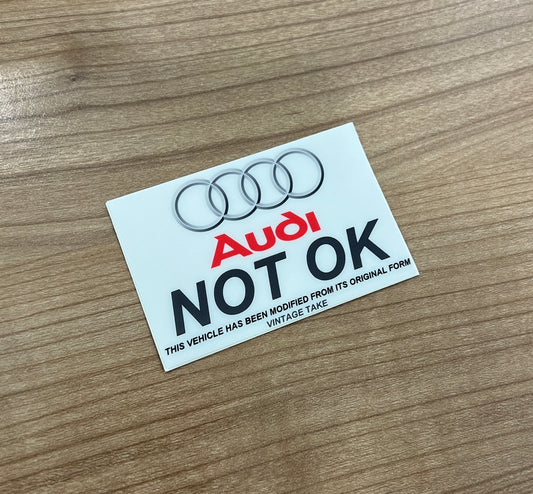 Audi
NOT OK
THIS VEHICLE HAS BEEN MODIFIED FROM ITS ORIGINAL FORM
VINTAGE TAKE